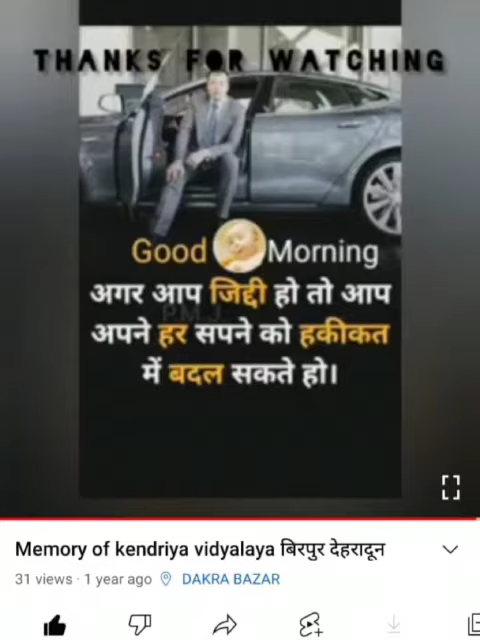 THANKS FOR WATCHING
Good Morning
अगर आप जिद्दी हो तो आप
P.M.J
अपने हर सपने को हकीकत
में बदल सकते हो।
Memory of kendriya vidyalaya बिरपुर देहरादून
31 views · 1 year ago DAKRA BAZAR